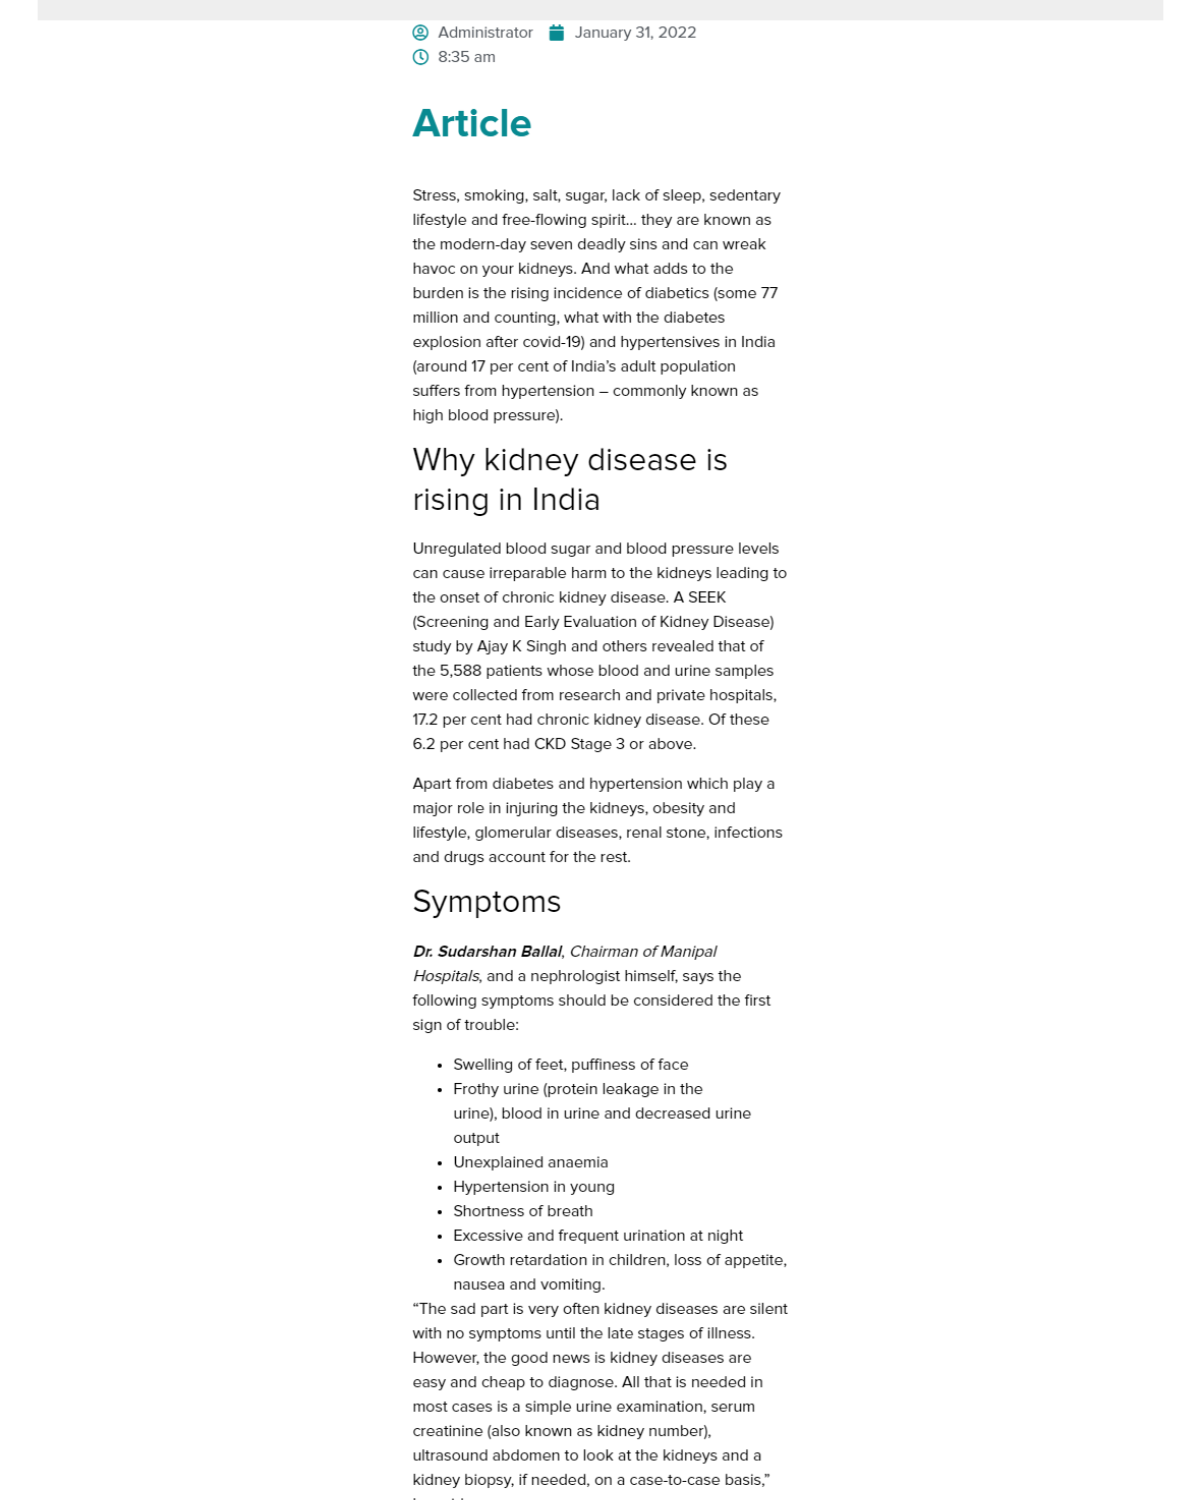 Administrator January 31, 2022
8:35 am
Article
Stress, smoking, salt, sugar, lack of sleep, sedentary
lifestyle and free-flowing spirit... they are known as
the modern-day seven deadly sins and can wreak
havoc on your kidneys. And what adds to the
burden is the rising incidence of diabetics (some 77
million and counting, what with the diabetes
explosion after covid-19) and hypertensives in India
(around 17 per cent of India’s adult population
suffers from hypertension – commonly known as
high blood pressure).
Why kidney disease is
rising in India
Unregulated blood sugar and blood pressure levels
can cause irreparable harm to the kidneys leading to
the onset of chronic kidney disease. A SEEK
(Screening and Early Evaluation of Kidney Disease)
study by Ajay K Singh and others revealed that of
the 5,588 patients whose blood and urine samples
were collected from research and private hospitals,
17.2 per cent had chronic kidney disease. Of these
6.2 per cent had CKD Stage 3 or above.
Apart from diabetes and hypertension which play a
major role in injuring the kidneys, obesity and
lifestyle, glomerular diseases, renal stone, infections
and drugs account for the rest.
Symptoms
Dr. Sudarshan Ballal, Chairman of Manipal
Hospitals, and a nephrologist himself, says the
following symptoms should be considered the first
sign of trouble:
• Swelling of feet, puffiness of face
• Frothy urine (protein leakage in the
urine), blood in urine and decreased urine
output
• Unexplained anaemia
• Hypertension in young
• Shortness of breath
• Excessive and frequent urination at night
• Growth retardation in children, loss of appetite,
nausea and vomiting.
“The sad part is very often kidney diseases are silent
with no symptoms until the late stages of illness.
However, the good news is kidney diseases are
easy and cheap to diagnose. All that is needed in
most cases is a simple urine examination, serum
creatinine (also known as kidney number),
ultrasound abdomen to look at the kidneys and a
kidney biopsy, if needed, on a case-to-case basis,”